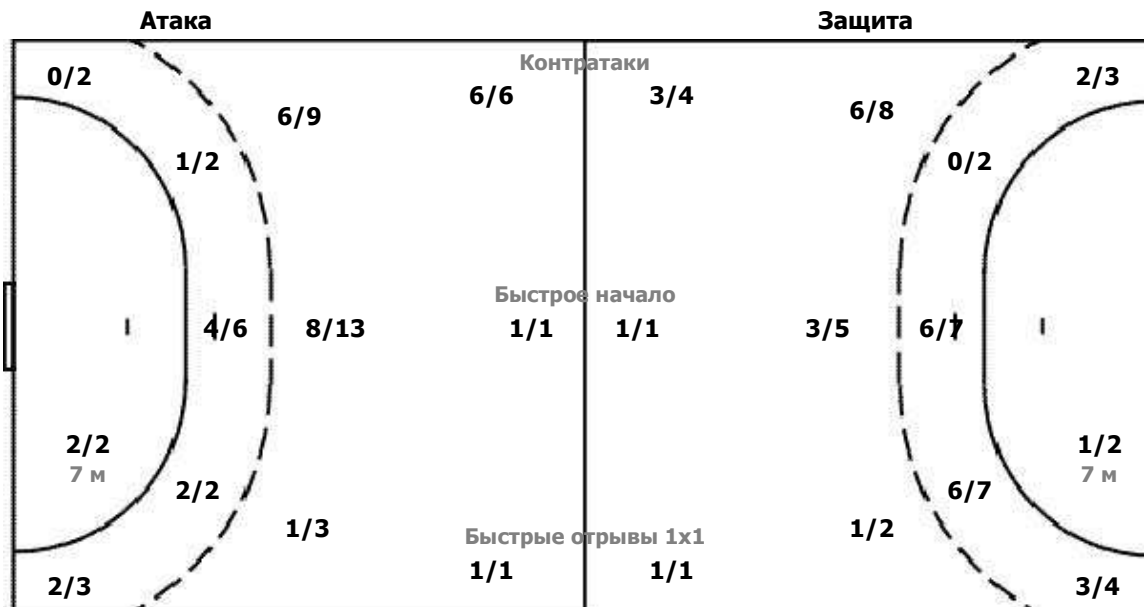 Атака Защита
Контратаки
0/2 6/9 6/6 3/4 6/8 2/3
1/2 0/2
Быстрое начало
4/6 8/13 1/1 1/1 3/5 6/7
2/2 1/2
7 м 7 м
2/2 6/7
1/3 1/2
Быстрые отрывы 1x1
2/3 1/1 1/1 3/4